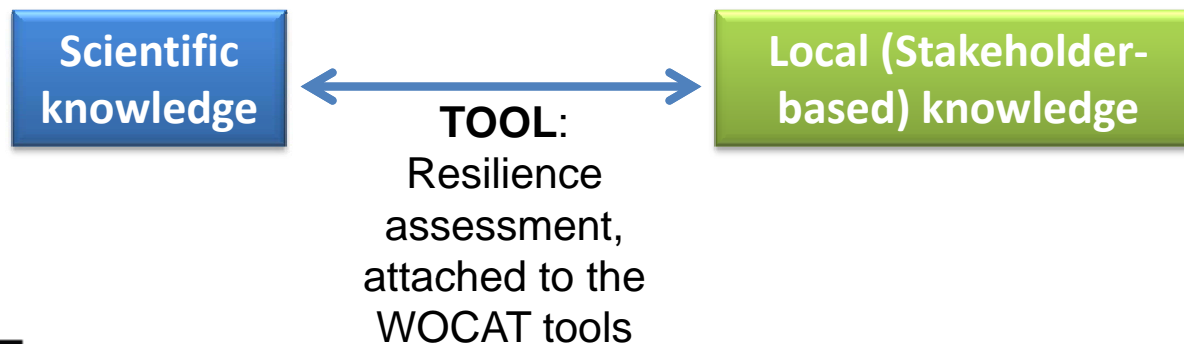 Scientific
knowledge
Local (Stakeholder-
based) knowledge
TOOL:
Resilience
assessment,
attached to the
WOCAT tools